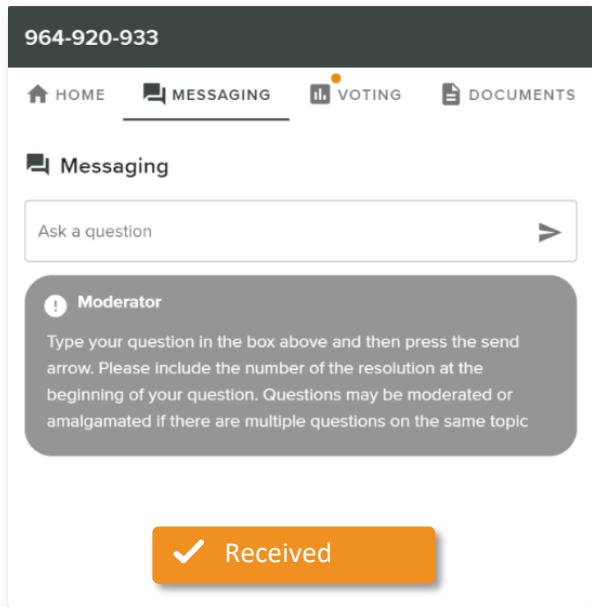 964-920-933
HOME MESSAGING VOTING DOCUMENTS
Messaging
Ask a question
Moderator
Type your question in the box above and then press the send
arrow. Please include the number of the resolution at the
beginning of your question. Questions may be moderated or
amalgamated if there are multiple questions on the same topic
Received